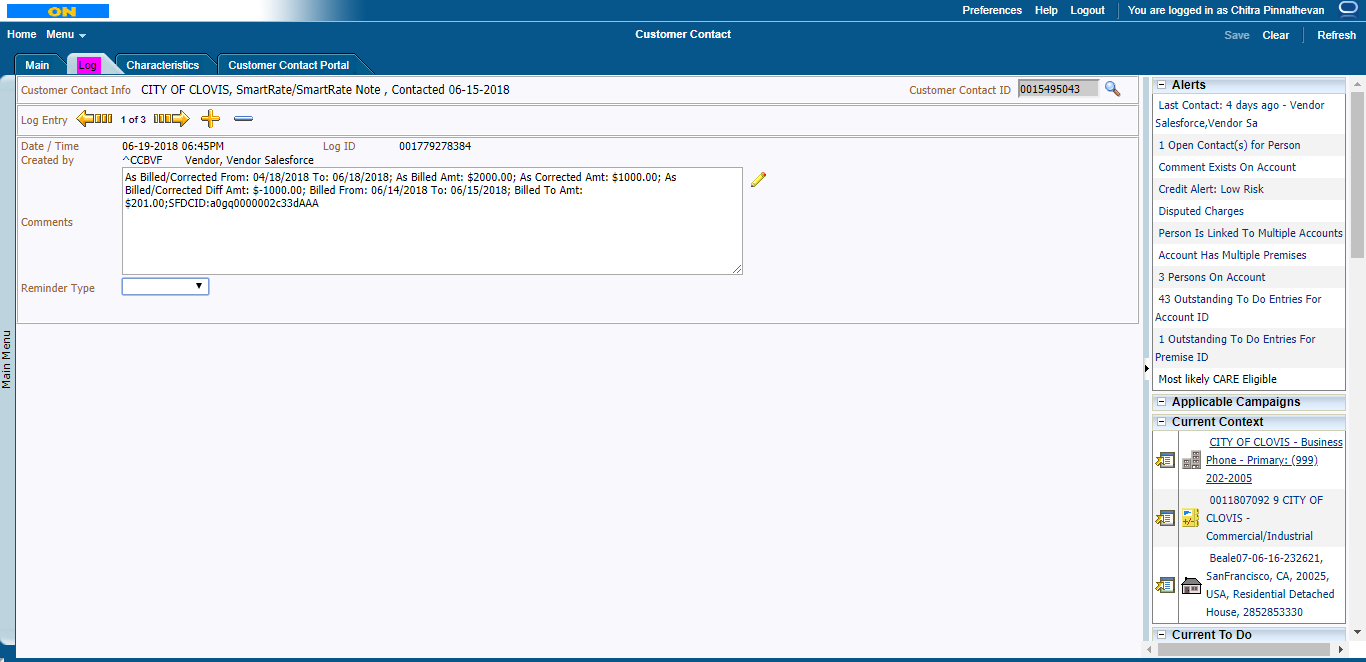 ON
Preferences Help Logout You are logged in as Chitra Pinnathevan
Home Menu Customer Contact Save Clear Refresh
Main Log Characteristics Customer Contact Portal
Customer Contact Info CITY OF CLOVIS, SmartRate/SmartRate Note , Contacted 06-15-2018 Customer Contact ID 0015495043
Log Entry 1 of 3
Date / Time 06-19-2018 06:45PM Log ID 001779278384
Created by ^CCBVF Vendor, Vendor Salesforce
Comments
As Billed/Corrected From: 04/18/2018 To: 06/18/2018; As Billed Amt: $2000.00; As Corrected Amt: $1000.00; As
Billed/Corrected Diff Amt: $-1000.00; Billed From: 06/14/2018 To: 06/15/2018; Billed To Amt:
$201.00;SFDCID:a0gq0000002c33dAAA
Reminder Type
Main Menu
Alerts
Last Contact: 4 days ago - Vendor
Salesforce,Vendor Sa
1 Open Contact(s) for Person
Comment Exists On Account
Credit Alert: Low Risk
Disputed Charges
Person Is Linked To Multiple Accounts
Account Has Multiple Premises
3 Persons On Account
43 Outstanding To Do Entries For
Account ID
1 Outstanding To Do Entries For
Premise ID
Most likely CARE Eligible
Applicable Campaigns
Current Context
CITY OF CLOVIS - Business
Phone - Primary: (999)
202-2005
0011807092 9 CITY OF
CLOVIS -
Commercial/Industrial
Beale07-06-16-232621,
SanFrancisco, CA, 20025,
USA, Residential Detached
House, 2852853330
Current To Do